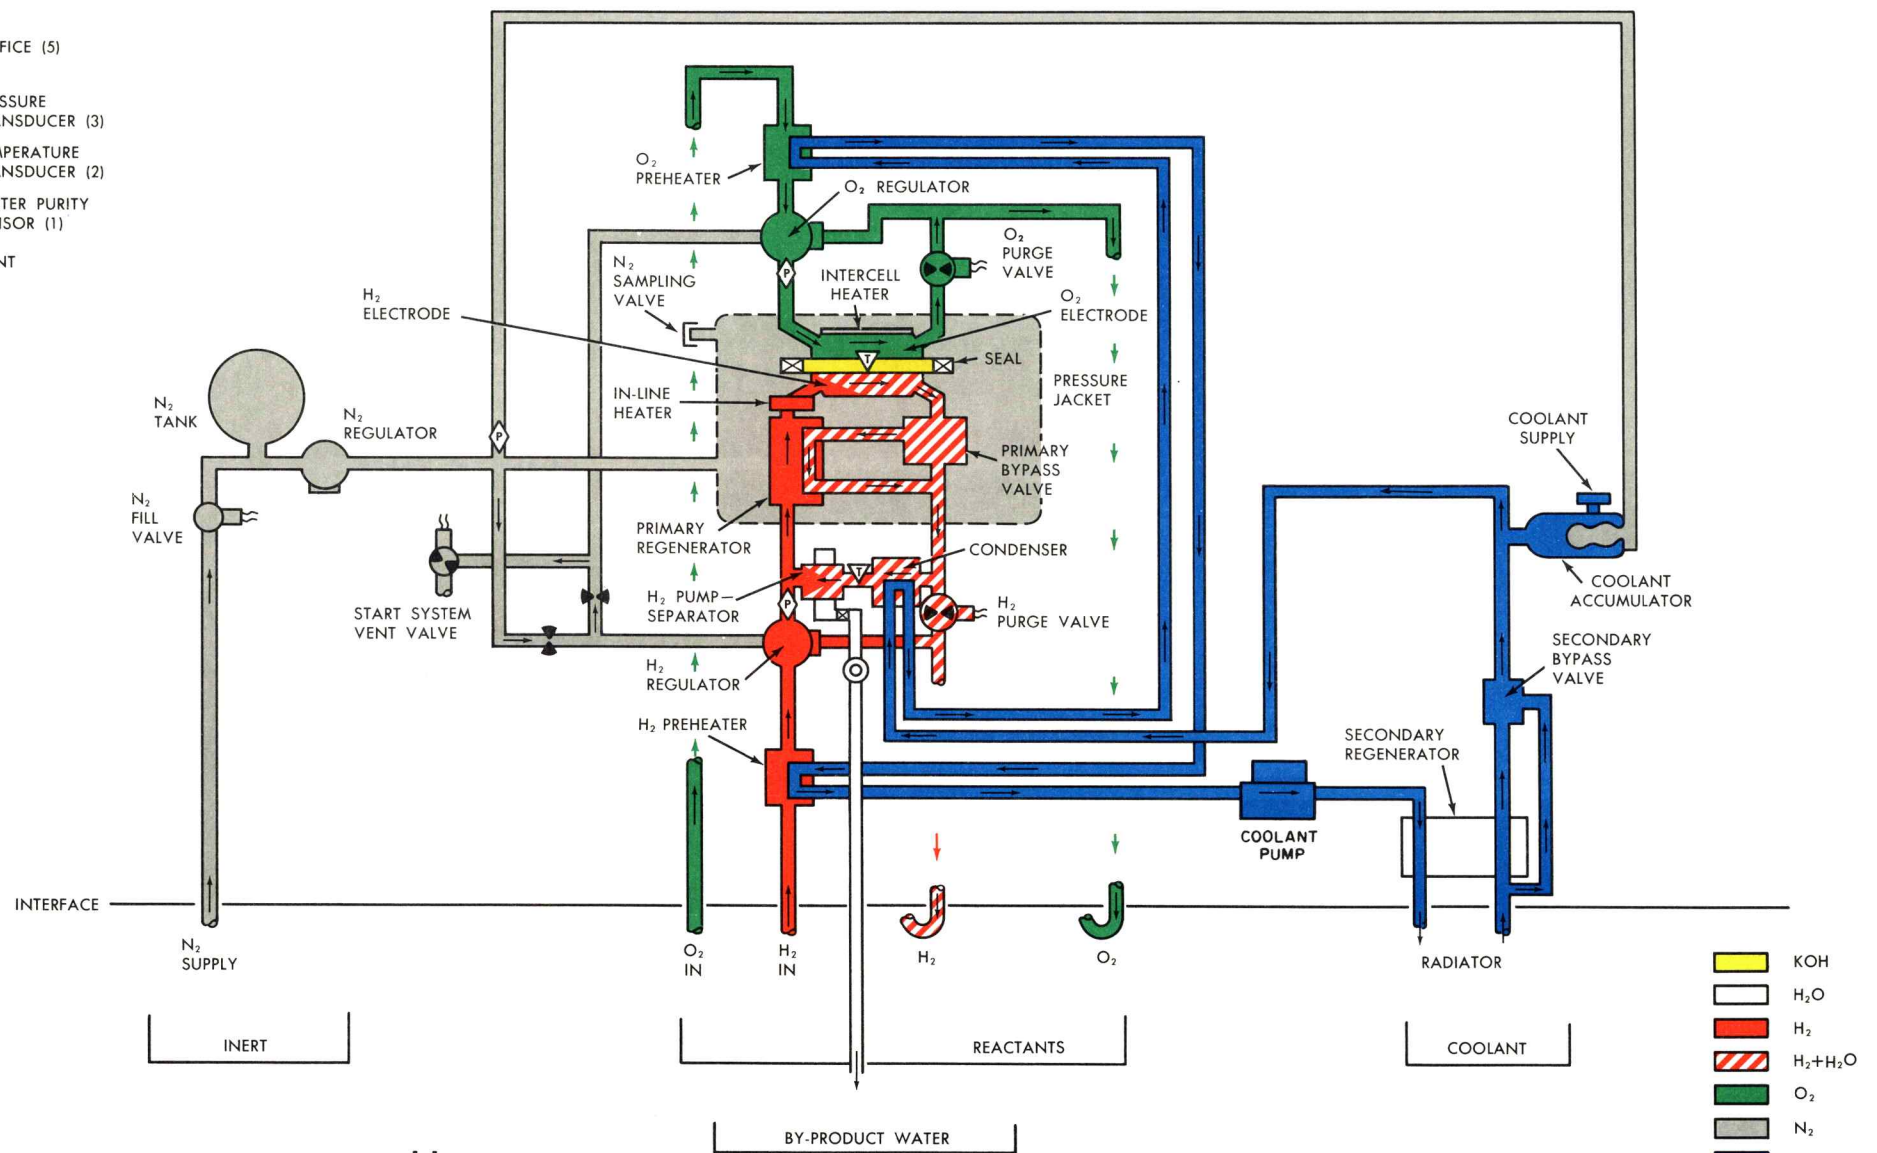 FICE (5)
SSURE
NSDUCER (3)
PERATURE
NSDUCER (2)
TER PURITY
SOR (1)
NT
O₂
PREHEATER
O₂ REGULATOR
N₂
SAMPLING
VALVE
INTERCELL
HEATER
O₂
PURGE
VALVE
H₂
ELECTRODE
P
O₂
ELECTRODE
T
SEAL
IN-LINE
HEATER
PRESSURE
JACKET
N₂
TANK
N₂
REGULATOR
P
PRIMARY
BYPASS
VALVE
COOLANT
SUPPLY
N₂
FILL
VALVE
PRIMARY
REGENERATOR
CONDENSER
T
COOLANT
ACCUMULATOR
START SYSTEM
VENT VALVE
H₂ PUMP—
SEPARATOR
P
H₂
PURGE VALVE
H₂
REGULATOR
SECONDARY
BYPASS
VALVE
H₂ PREHEATER
SECONDARY
REGENERATOR
COOLANT
PUMP
INTERFACE
N₂
SUPPLY
O₂
IN
H₂
IN
H₂
O₂
RADIATOR
INERT
REACTANTS
COOLANT
BY-PRODUCT WATER
KOH
H₂O
H₂
H₂+H₂O
O₂
N₂